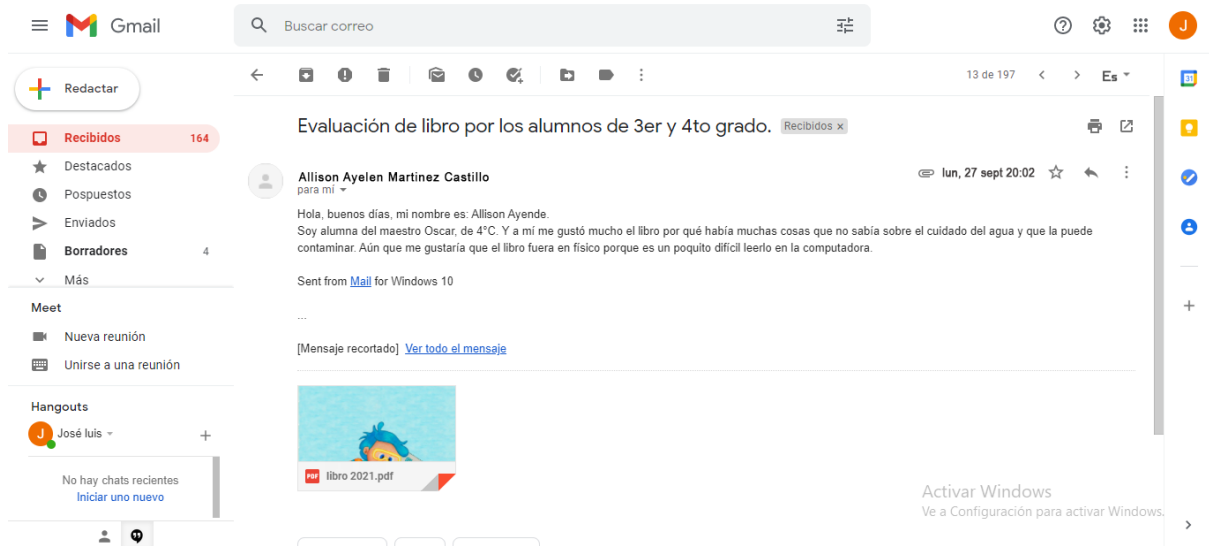 Gmail
Buscar correo
J
Redactar
13 de 197
Es
31
Recibidos 164
Destacados
Pospuestos
Enviados
Borradores 4
Más
Evaluación de libro por los alumnos de 3er y 4to grado. Recibidos x
Allison Ayelen Martinez Castillo
lun, 27 sept 20:02
para mí
Hola, buenos días, mi nombre es: Allison Ayende.
Soy alumna del maestro Oscar, de 4°C. Y a mí me gustó mucho el libro por qué había muchas cosas que no sabía sobre el cuidado del agua y que la puede
contaminar. Aún que me gustaría que el libro fuera en físico porque es un poquito difícil leerlo en la computadora.
Sent from Mail for Windows 10
...
[Mensaje recortado] Ver todo el mensaje
PDF libro 2021.pdf
Meet
Nueva reunión
Unirse a una reunión
Hangouts
J José luis
No hay chats recientes
Iniciar uno nuevo
Activar Windows
Ve a Configuración para activar Windows.